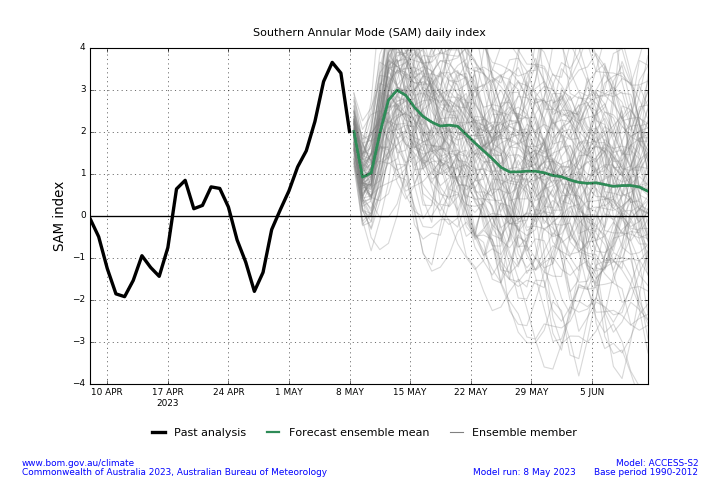 Southern Annular Mode (SAM) daily index
4
3
2
1
0
−1
−2
−3
−4
SAM index
10 APR
17 APR
2023
24 APR
1 MAY
8 MAY
15 MAY
22 MAY
29 MAY
5 JUN
Past analysis
Forecast ensemble mean
Ensemble member
www.bom.gov.au/climate
Commonwealth of Australia 2023, Australian Bureau of Meteorology
Model: ACCESS-S2
Model run: 8 May 2023
Base period 1990-2012